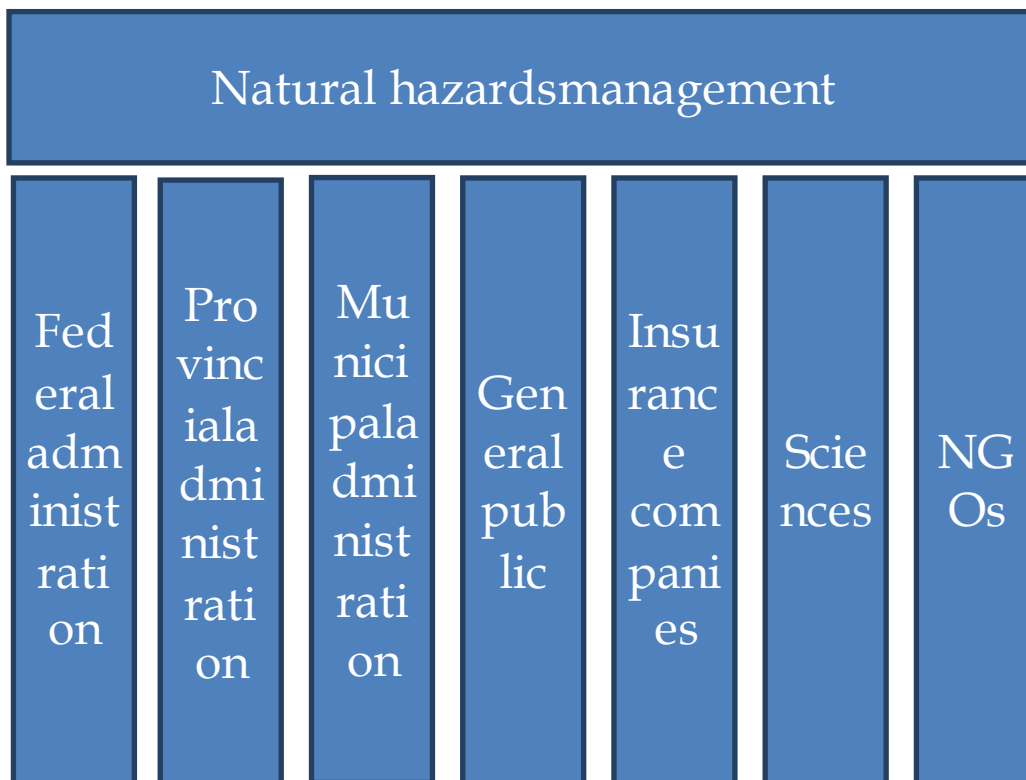 Natural hazardsmanagement
Fed
eral
adm
inist
rati
on
Pro
vinc
iala
dmi
nist
rati
on
Mu
nici
pala
dmi
nist
rati
on
Gen
eral
pub
lic
Insu
ranc
e
com
pani
es
Scie
nces
NG
Os